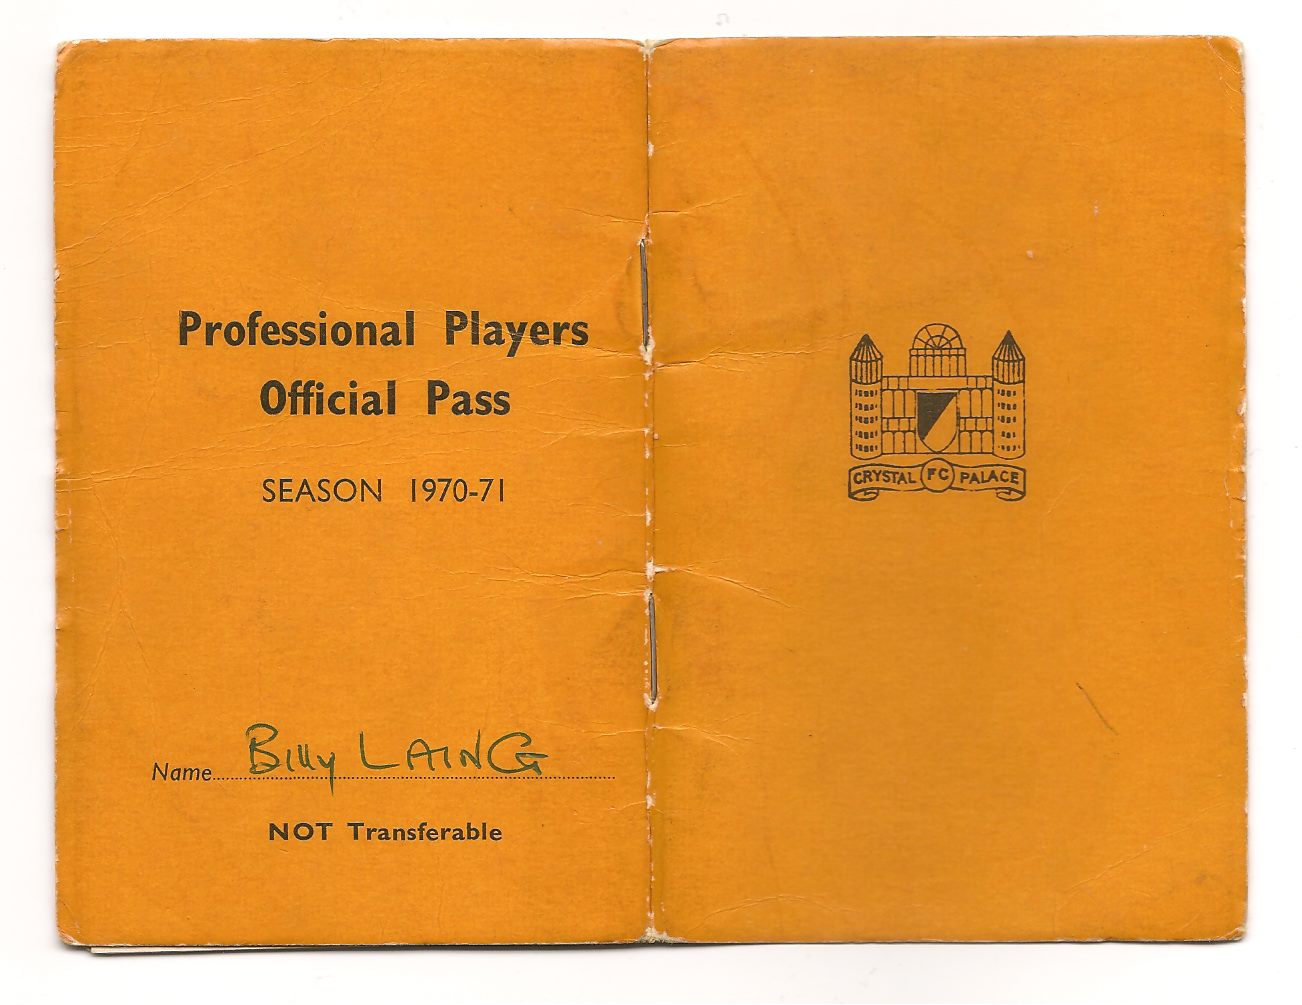 Professional Players
Official Pass
SEASON 1970-71
Name Billy LAING
NOT Transferable
CRYSTAL FC PALACE